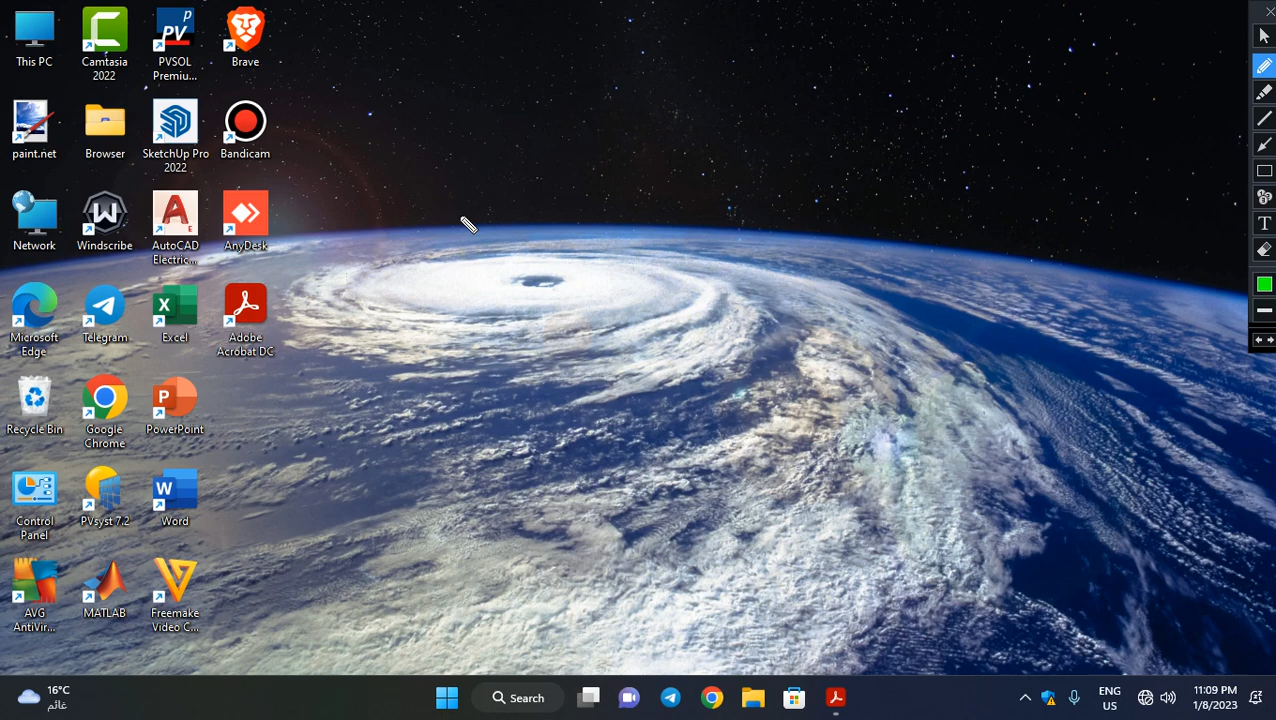 This PC
Camtasia
2022
PVSOL
Premiu...
Brave
paint.net
Browser
SketchUp Pro
2022
Bandicam
Network
Windscribe
AutoCAD
Electric...
AnyDesk
Microsoft
Edge
Telegram
Excel
Adobe
Acrobat DC
Recycle Bin
Google
Chrome
PowerPoint
Control
Panel
PVsyst 7.2
Word
AVG
AntiVir...
MATLAB
Freemake
Video C...
16°C
غائم
Search
ENG
US
11:09 PM
1/8/2023